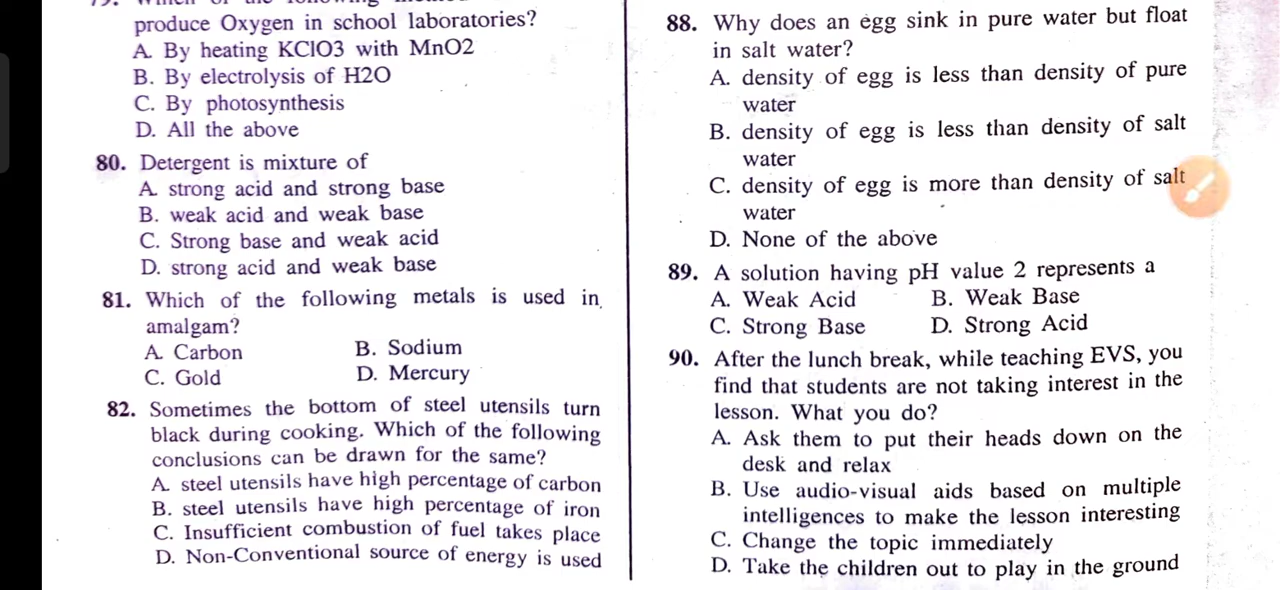 produce Oxygen in school laboratories?
A. By heating KClO3 with MnO2
B. By electrolysis of H2O
C. By photosynthesis
D. All the above
80. Detergent is mixture of
A. strong acid and strong base
B. weak acid and weak base
C. Strong base and weak acid
D. strong acid and weak base
81. Which of the following metals is used in
amalgam?
A. Carbon B. Sodium
C. Gold D. Mercury
82. Sometimes the bottom of steel utensils turn
black during cooking. Which of the following
conclusions can be drawn for the same?
A. steel utensils have high percentage of carbon
B. steel utensils have high percentage of iron
C. Insufficient combustion of fuel takes place
D. Non-Conventional source of energy is used
88. Why does an egg sink in pure water but float
in salt water?
A. density of egg is less than density of pure
water
B. density of egg is less than density of salt
water
C. density of egg is more than density of salt
water
D. None of the above
89. A solution having pH value 2 represents a
A. Weak Acid B. Weak Base
C. Strong Base D. Strong Acid
90. After the lunch break, while teaching EVS, you
find that students are not taking interest in the
lesson. What you do?
A. Ask them to put their heads down on the
desk and relax
B. Use audio-visual aids based on multiple
intelligences to make the lesson interesting
C. Change the topic immediately
D. Take the children out to play in the ground